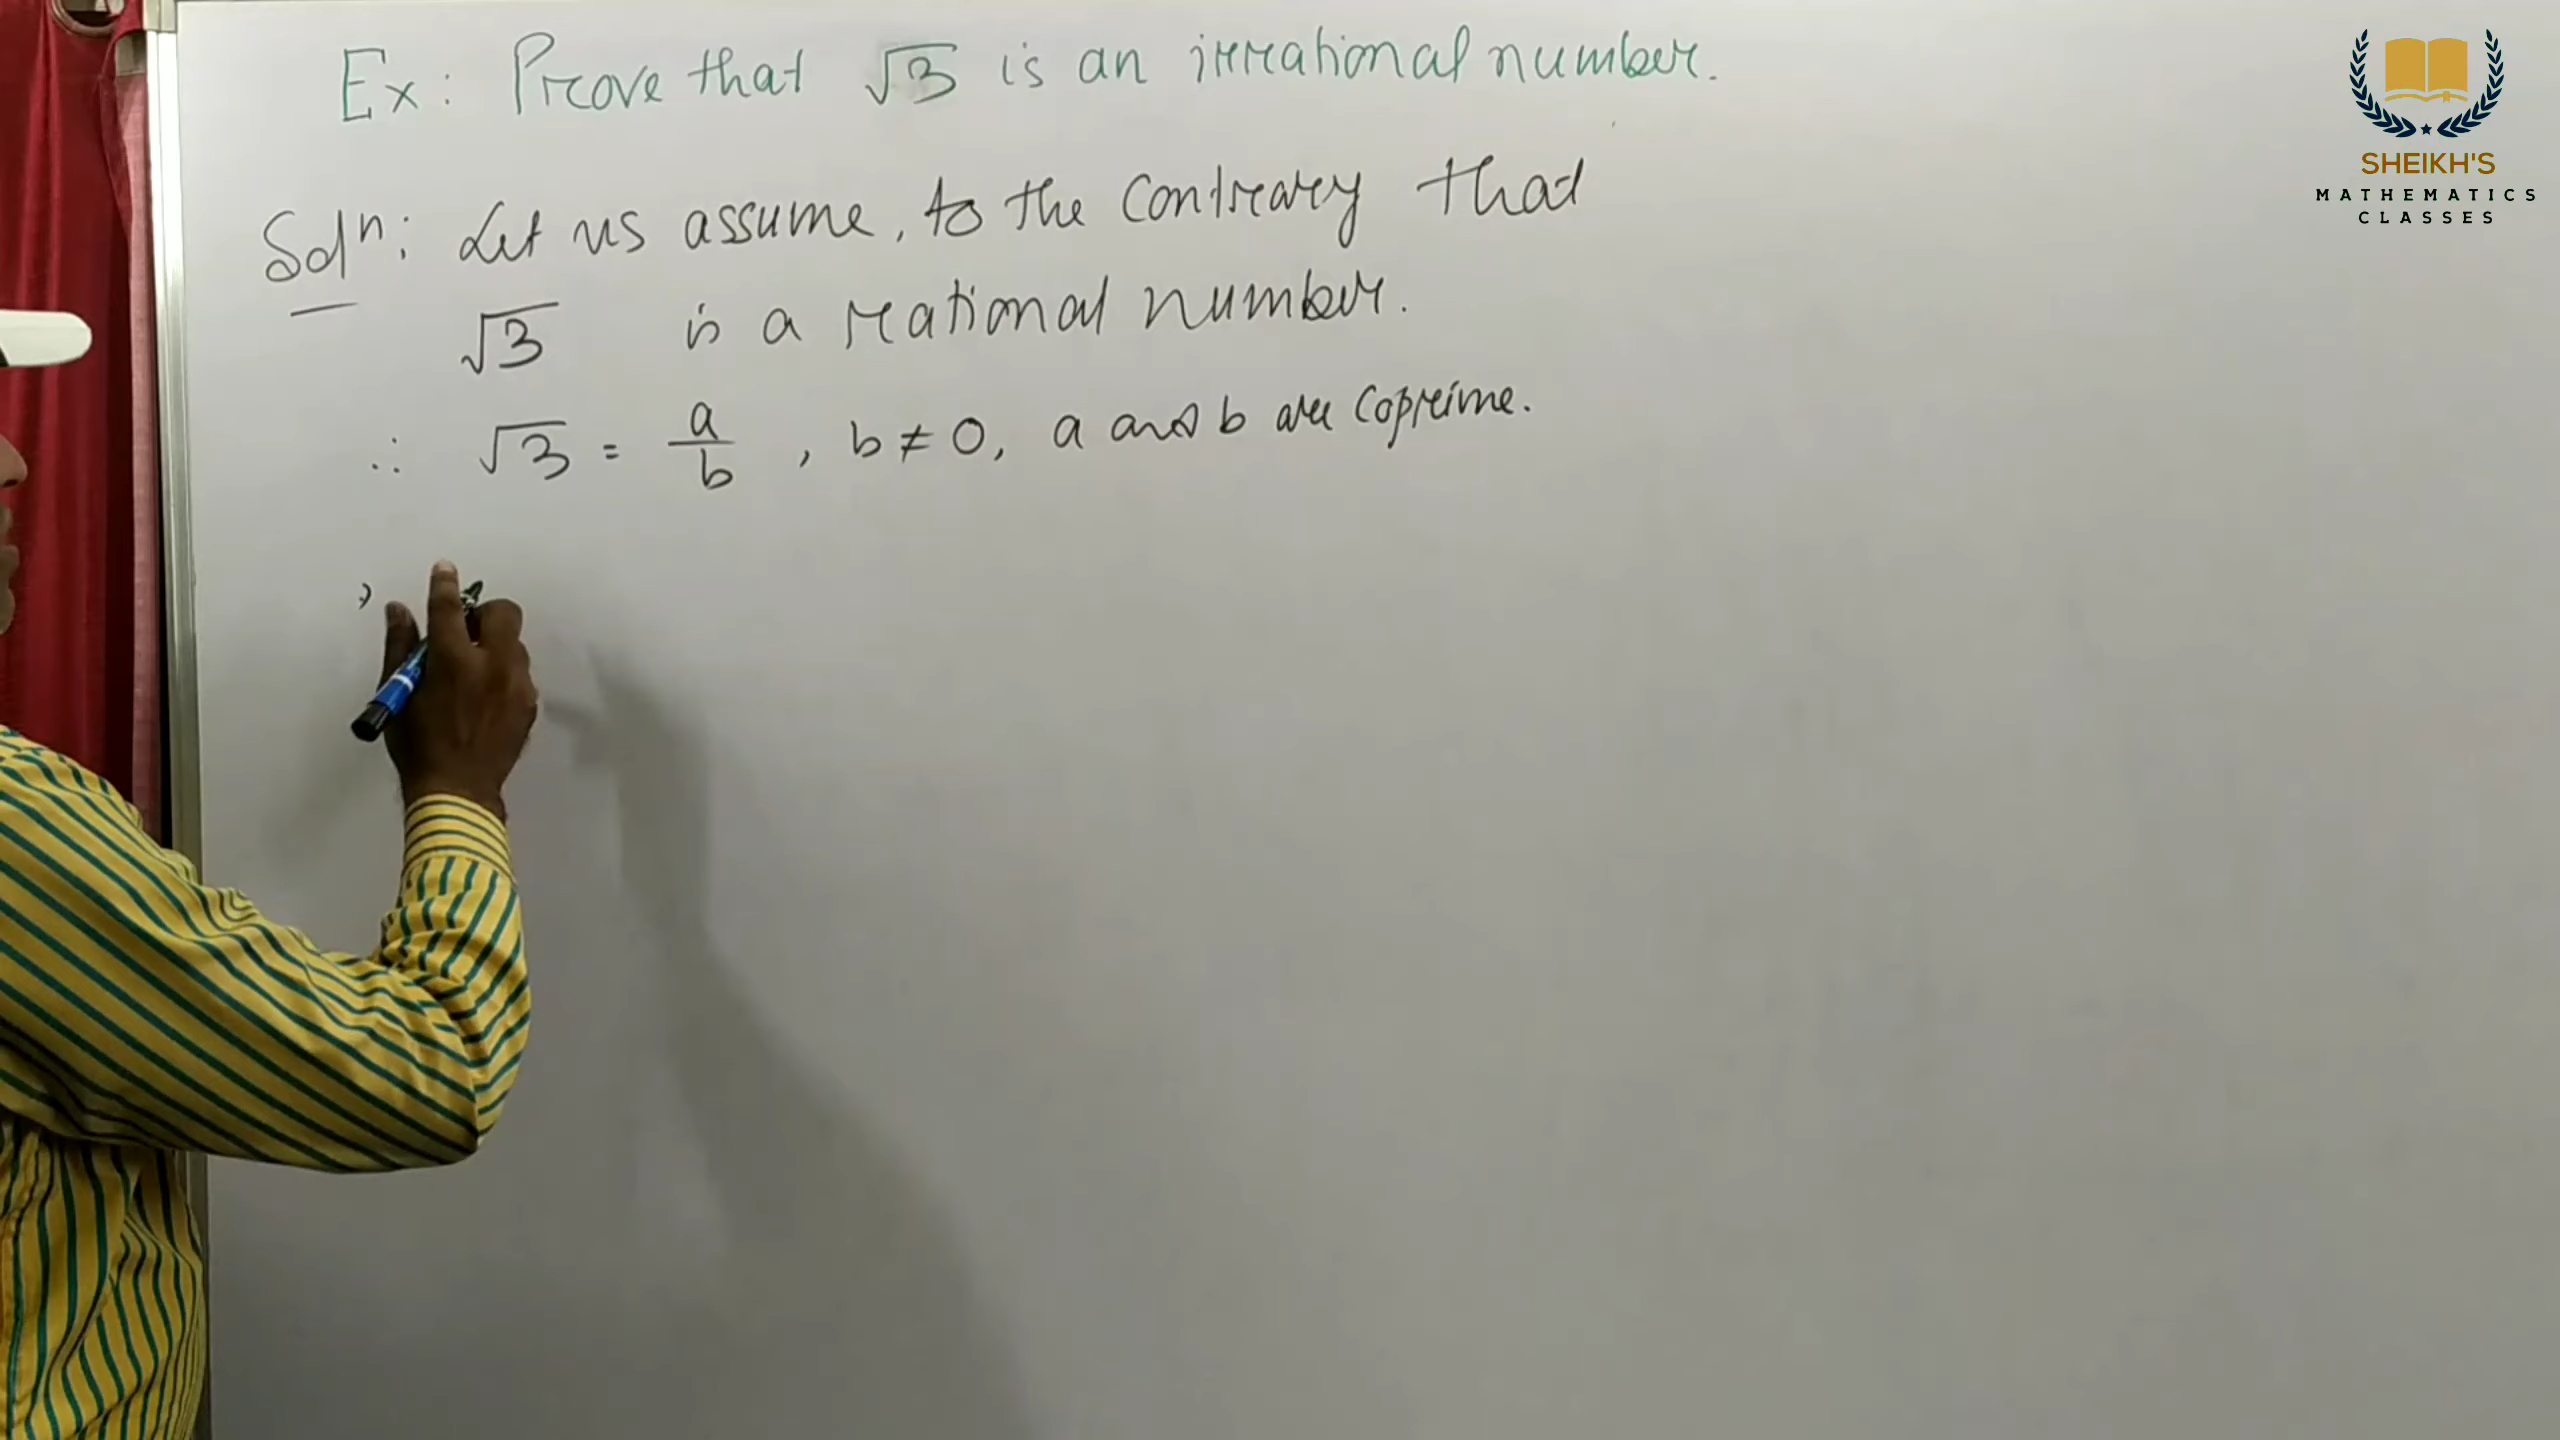 Ex: Prove that √3 is an irrational number.
Solⁿ: Let us assume, to the contrary that
√3 is a rational number.
∴ √3 = a/b , b ≠ 0, a and b are coprime.
SHEIKH'S
MATHEMATICS
CLASSES